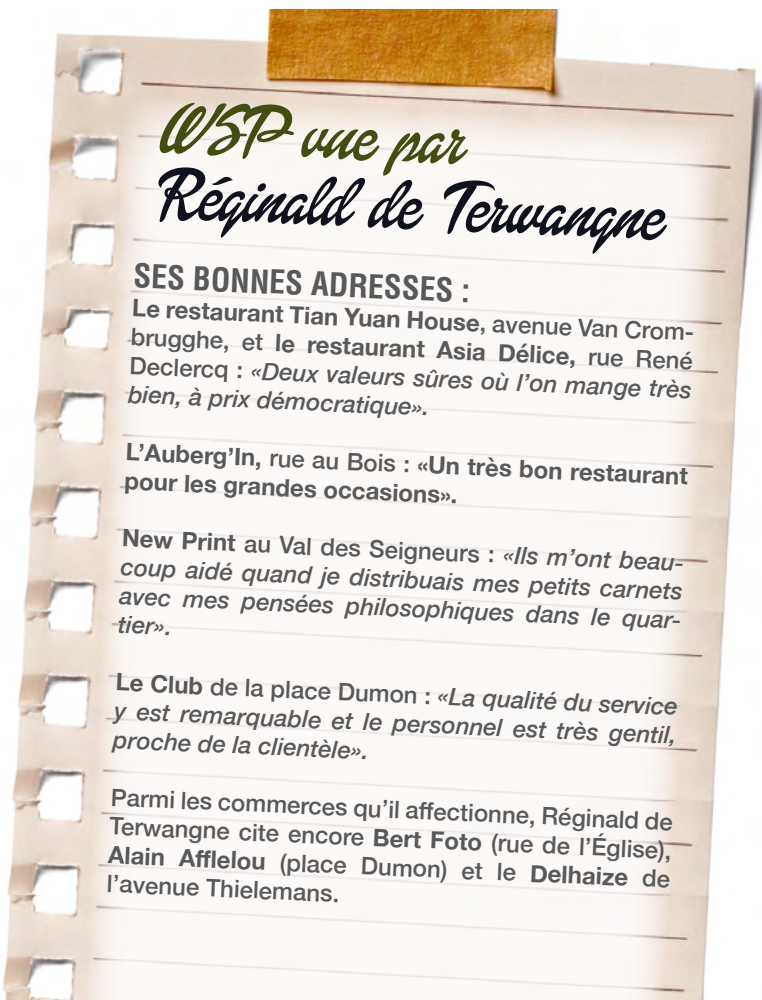 WSP vue par
Réginald de Terwangne
SES BONNES ADRESSES :
Le restaurant Tian Yuan House, avenue Van Crom-
brugghe, et le restaurant Asia Délice, rue René
Declercq : «Deux valeurs sûres où l'on mange très
bien, à prix démocratique».
L'Auberg'In, rue au Bois : «Un très bon restaurant
pour les grandes occasions».
New Print au Val des Seigneurs : «Ils m'ont beau-
coup aidé quand je distribuais mes petits carnets
avec mes pensées philosophiques dans le quar-
tier».
Le Club de la place Dumon : «La qualité du service
y est remarquable et le personnel est très gentil,
proche de la clientèle».
Parmi les commerces qu'il affectionne, Réginald de
Terwangne cite encore Bert Foto (rue de l'Église),
Alain Afflelou (place Dumon) et le Delhaize de
l'avenue Thielemans.